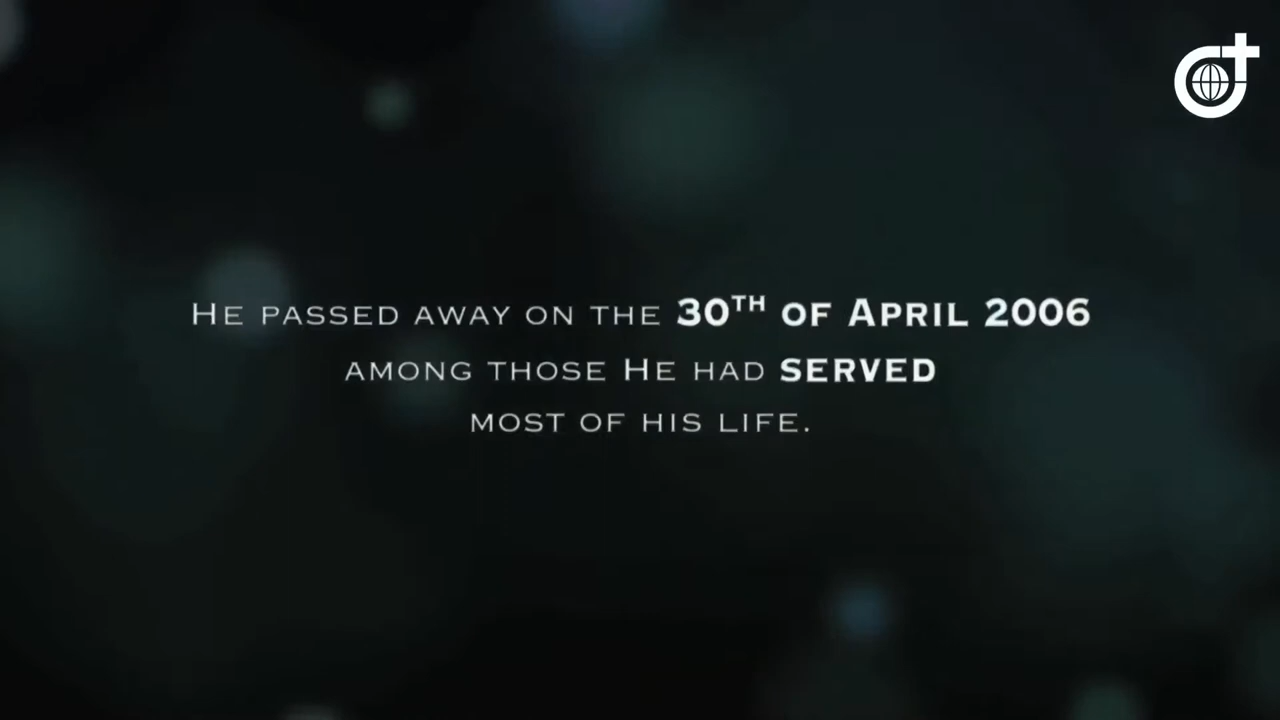 He passed away on the 30th of April 2006
among those He had served
most of his life.